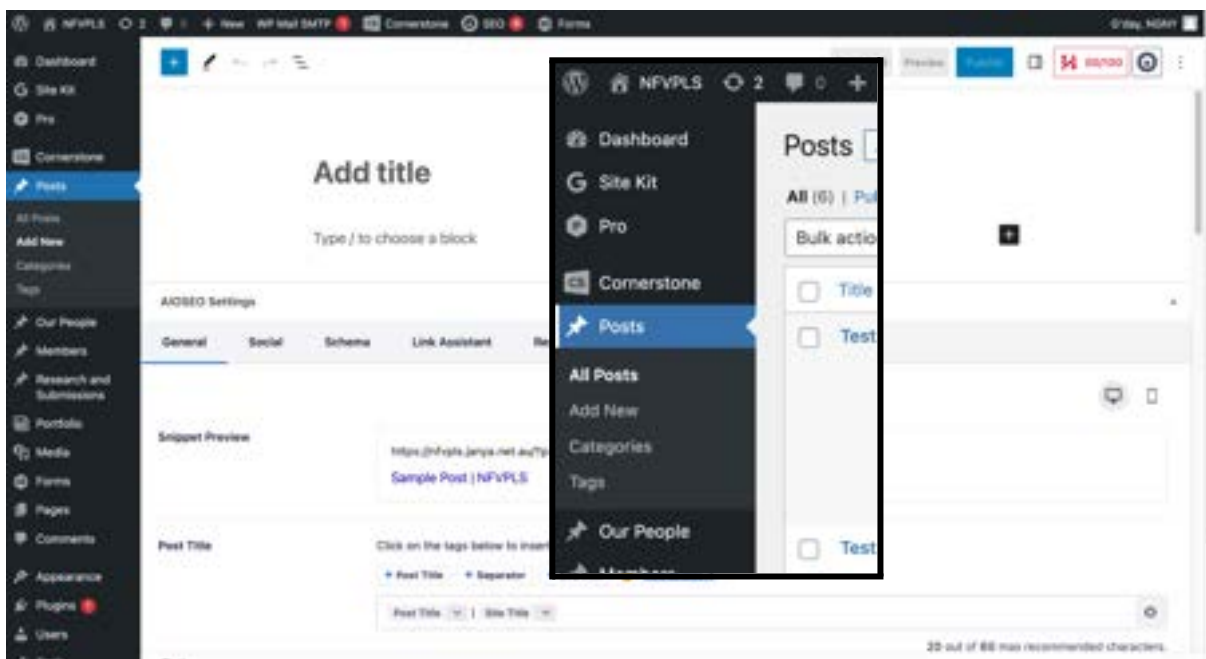 NFVPLS 2 1 + New WP Mail SMTP Cornerstone SEO Forms
Dashboard
Site Kit
Pro
Cornerstone
Posts
All Posts
Add New
Categories
Tags
Our People
Members
Research and
Submissions
Portfolio
Media
Forms
Pages
Comments
Appearance
Plugins
Users
Preview
Add title
Type / to choose a block
AIOSEO Settings
General Social Schema Link Assistant
Snippet Preview
Sample Post | NFVPLS
Post Title
Click on the tags below to insert
+ Post Title + Separator
Post Title | Site Title
20 out of 60 max recommended characters.
NFVPLS 2 0 +
Dashboard
Site Kit
Pro
Cornerstone
Posts
All Posts
Add New
Categories
Tags
Our People
Posts
All (6) | Pu
Bulk actio
Title
Test
Test